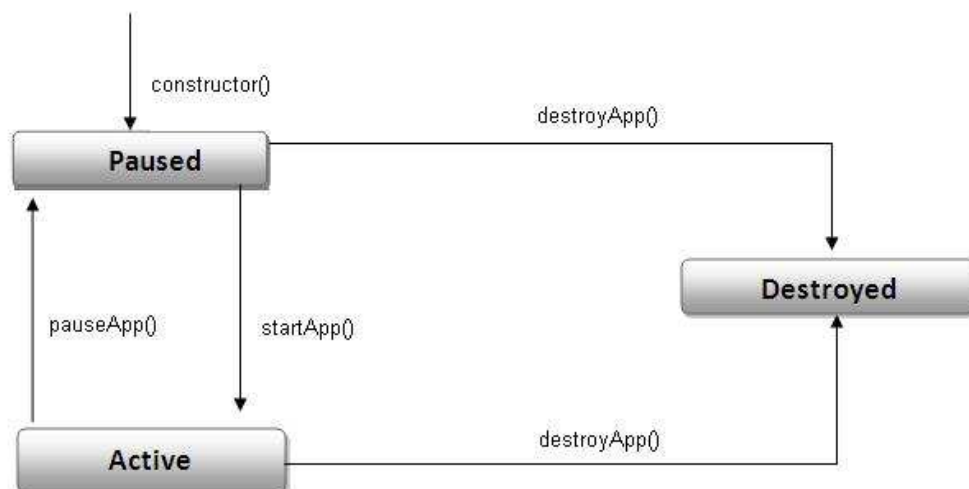 constructor()
destroyApp()
Paused
Destroyed
pauseApp()
startApp()
destroyApp()
Active